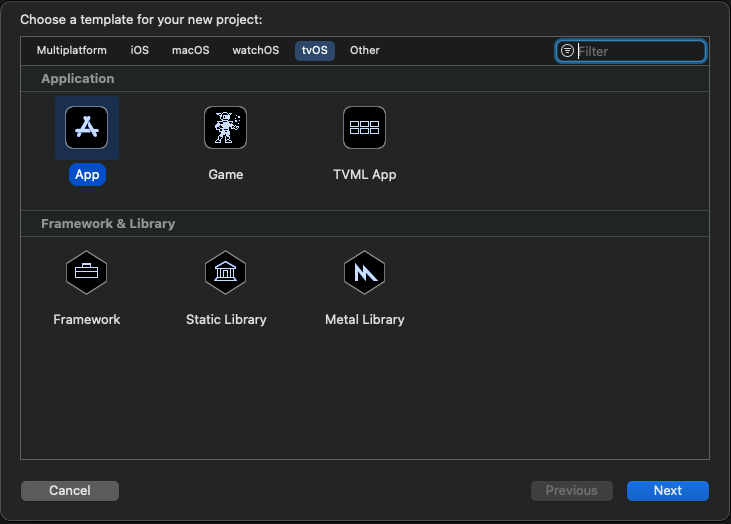 Choose a template for your new project:
Multiplatform iOS macOS watchOS tvOS Other Filter
Application
App Game TVML App
Framework & Library
Framework Static Library Metal Library
Cancel Previous Next